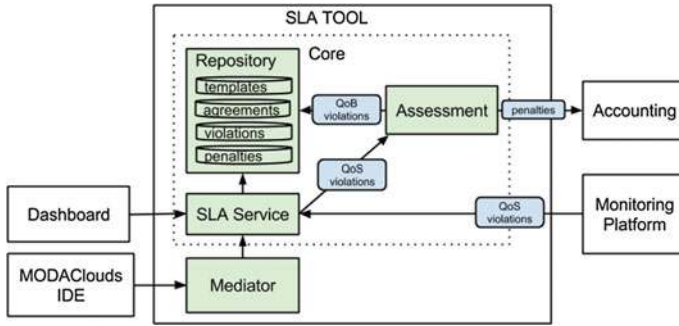 SLA TOOL
Core
Repository
templates
agreements
violations
penalties
QoB
violations
Assessment
penalties
Accounting
QoS
violations
Dashboard
SLA Service
QoS
violations
Monitoring
Platform
MODAClouds
IDE
Mediator